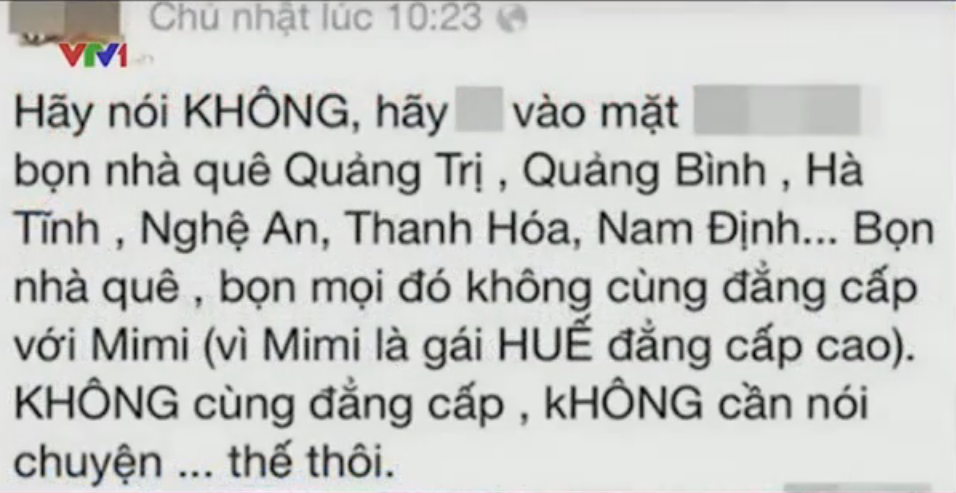 Chủ nhật lúc 10:23
VTV1
Hãy nói KHÔNG, hãy vào mặt
bọn nhà quê Quảng Trị , Quảng Bình , Hà
Tĩnh , Nghệ An, Thanh Hóa, Nam Định... Bọn
nhà quê , bọn mọi đó không cùng đẳng cấp
với Mimi (vì Mimi là gái HUẾ đẳng cấp cao).
KHÔNG cùng đẳng cấp , kHÔNG cần nói
chuyện ... thế thôi.